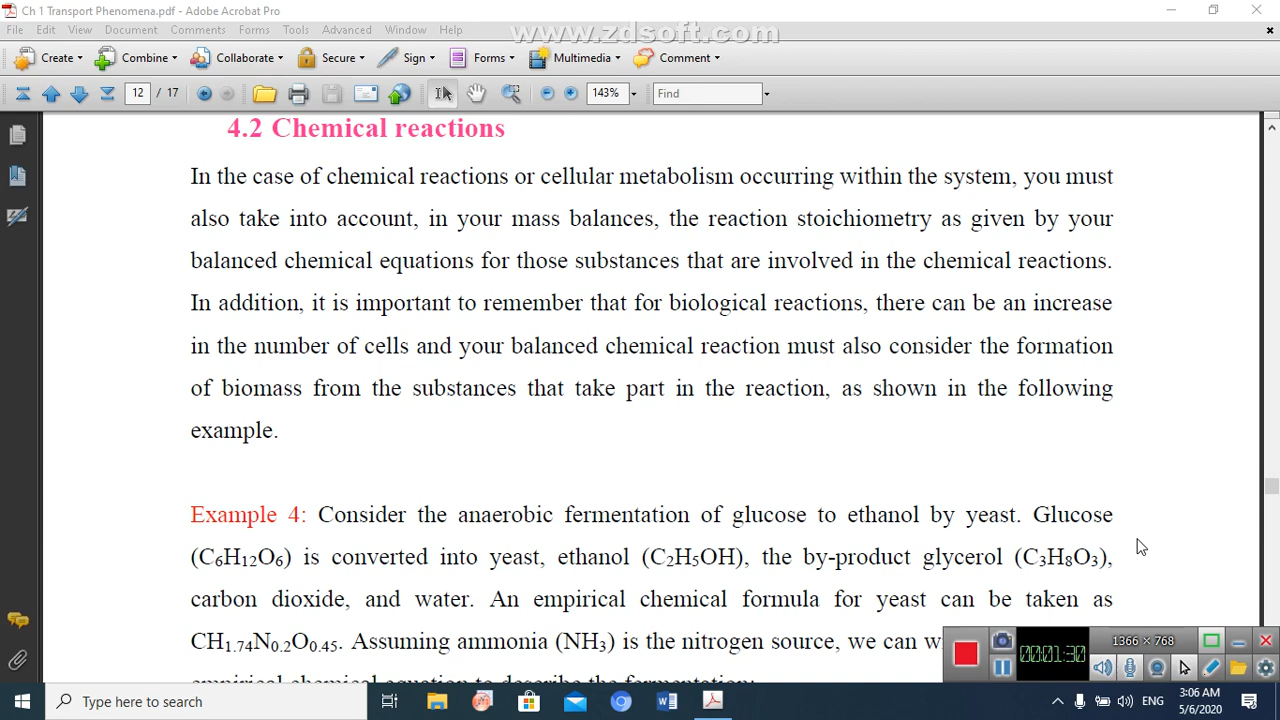 Ch 1 Transport Phenomena.pdf - Adobe Acrobat Pro
File Edit View Document Comments Forms Tools Advanced Window Help
www.zdsoft.com
Create Combine Collaborate Secure Sign Forms Multimedia Comment
12 / 17 143% Find
4.2 Chemical reactions
In the case of chemical reactions or cellular metabolism occurring within the system, you must
also take into account, in your mass balances, the reaction stoichiometry as given by your
balanced chemical equations for those substances that are involved in the chemical reactions.
In addition, it is important to remember that for biological reactions, there can be an increase
in the number of cells and your balanced chemical reaction must also consider the formation
of biomass from the substances that take part in the reaction, as shown in the following
example.
Example 4: Consider the anaerobic fermentation of glucose to ethanol by yeast. Glucose
(C₆H₁₂O₆) is converted into yeast, ethanol (C₂H₅OH), the by-product glycerol (C₃H₈O₃),
carbon dioxide, and water. An empirical chemical formula for yeast can be taken as
CH₁.₇₄N₀.₂O₀.₄₅. Assuming ammonia (NH₃) is the nitrogen source, we can w
empirical chemical equation to describe the fermentation:
00:01:30
1366 × 768
Type here to search
ENG
3:06 AM
5/6/2020